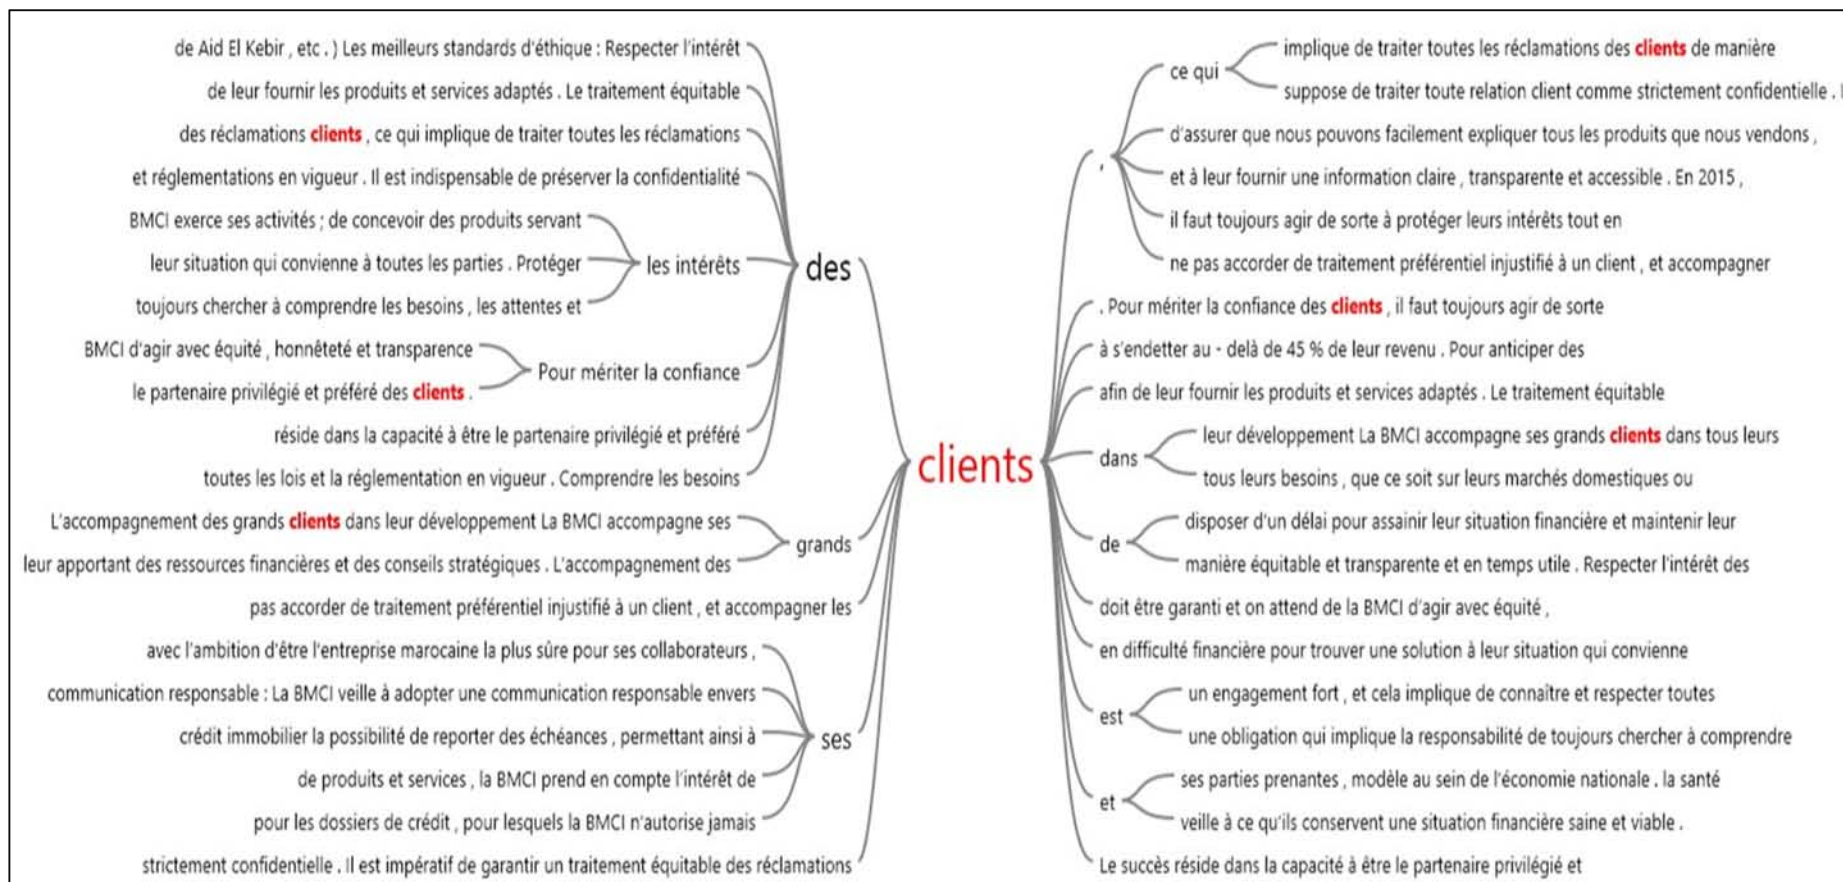 de Aid El Kebir , etc . ) Les meilleurs standards d'éthique : Respecter l'intérêt
de leur fournir les produits et services adaptés . Le traitement équitable
des réclamations clients , ce qui implique de traiter toutes les réclamations
et réglementations en vigueur . Il est indispensable de préserver la confidentialité
BMCI exerce ses activités ; de concevoir des produits servant
leur situation qui convienne à toutes les parties . Protéger
toujours chercher à comprendre les besoins , les attentes et
les intérêts
BMCI d'agir avec équité , honnêteté et transparence
le partenaire privilégié et préféré des clients .
Pour mériter la confiance
réside dans la capacité à être le partenaire privilégié et préféré
toutes les lois et la réglementation en vigueur . Comprendre les besoins
des
L'accompagnement des grands clients dans leur développement La BMCI accompagne ses
leur apportant des ressources financières et des conseils stratégiques . L'accompagnement des
grands
pas accorder de traitement préférentiel injustifié à un client , et accompagner les
avec l'ambition d'être l'entreprise marocaine la plus sûre pour ses collaborateurs ,
communication responsable : La BMCI veille à adopter une communication responsable envers
crédit immobilier la possibilité de reporter des échéances , permettant ainsi à
de produits et services , la BMCI prend en compte l'intérêt de
pour les dossiers de crédit , pour lesquels la BMCI n'autorise jamais
ses
strictement confidentielle . Il est impératif de garantir un traitement équitable des réclamations
clients
,
ce qui
implique de traiter toutes les réclamations des clients de manière
suppose de traiter toute relation client comme strictement confidentielle .
d'assurer que nous pouvons facilement expliquer tous les produits que nous vendons ,
et à leur fournir une information claire , transparente et accessible . En 2015 ,
il faut toujours agir de sorte à protéger leurs intérêts tout en
ne pas accorder de traitement préférentiel injustifié à un client , et accompagner
. Pour mériter la confiance des clients , il faut toujours agir de sorte
à s'endetter au - delà de 45 % de leur revenu . Pour anticiper des
afin de leur fournir les produits et services adaptés . Le traitement équitable
dans
leur développement La BMCI accompagne ses grands clients dans tous leurs
tous leurs besoins , que ce soit sur leurs marchés domestiques ou
de
disposer d'un délai pour assainir leur situation financière et maintenir leur
manière équitable et transparente et en temps utile . Respecter l'intérêt des
doit être garanti et on attend de la BMCI d'agir avec équité ,
en difficulté financière pour trouver une solution à leur situation qui convienne
est
un engagement fort , et cela implique de connaître et respecter toutes
une obligation qui implique la responsabilité de toujours chercher à comprendre
et
ses parties prenantes , modèle au sein de l'économie nationale . la santé
veille à ce qu'ils conservent une situation financière saine et viable .
Le succès réside dans la capacité à être le partenaire privilégié et